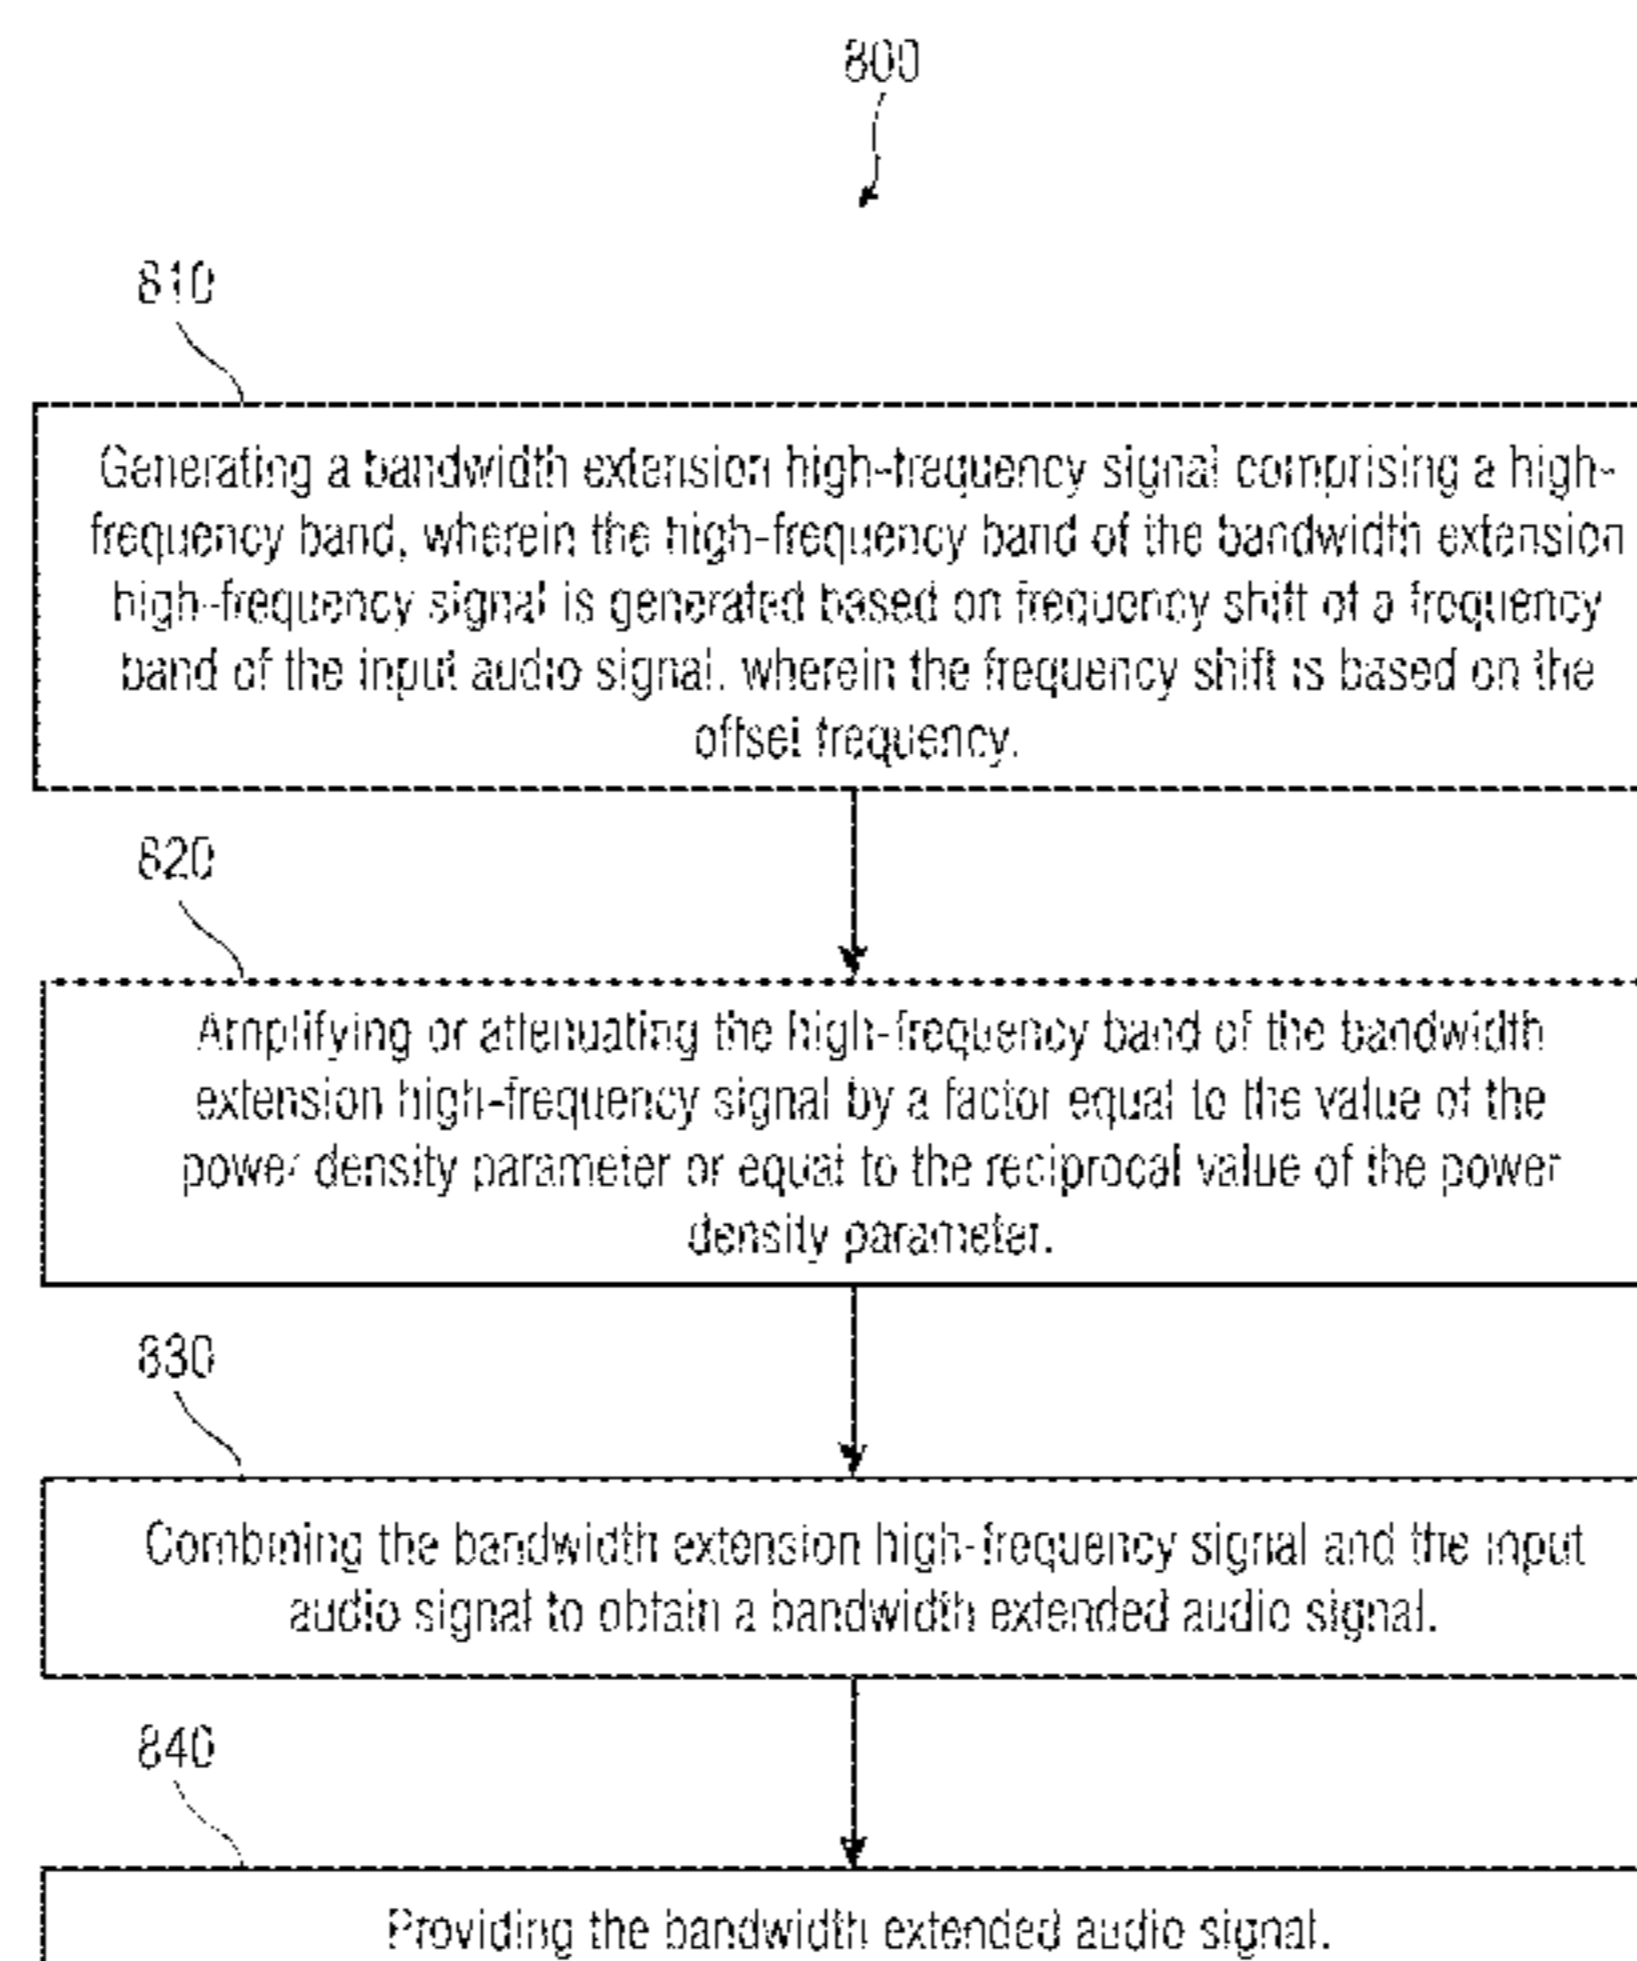 800
810
Generating a bandwidth extension high-frequency signal comprising a high-
frequency band, wherein the high-frequency band of the bandwidth extension
high-frequency signal is generated based on frequency shift of a frequency
band of the input audio signal, wherein the frequency shift is based on the
offset frequency.
820
Amplifying or attenuating the high-frequency band of the bandwidth
extension high-frequency signal by a factor equal to the value of the
power density parameter or equal to the reciprocal value of the power
density parameter.
830
Combining the bandwidth extension high-frequency signal and the input
audio signal to obtain a bandwidth extended audio signal.
840
Providing the bandwidth extended audio signal.